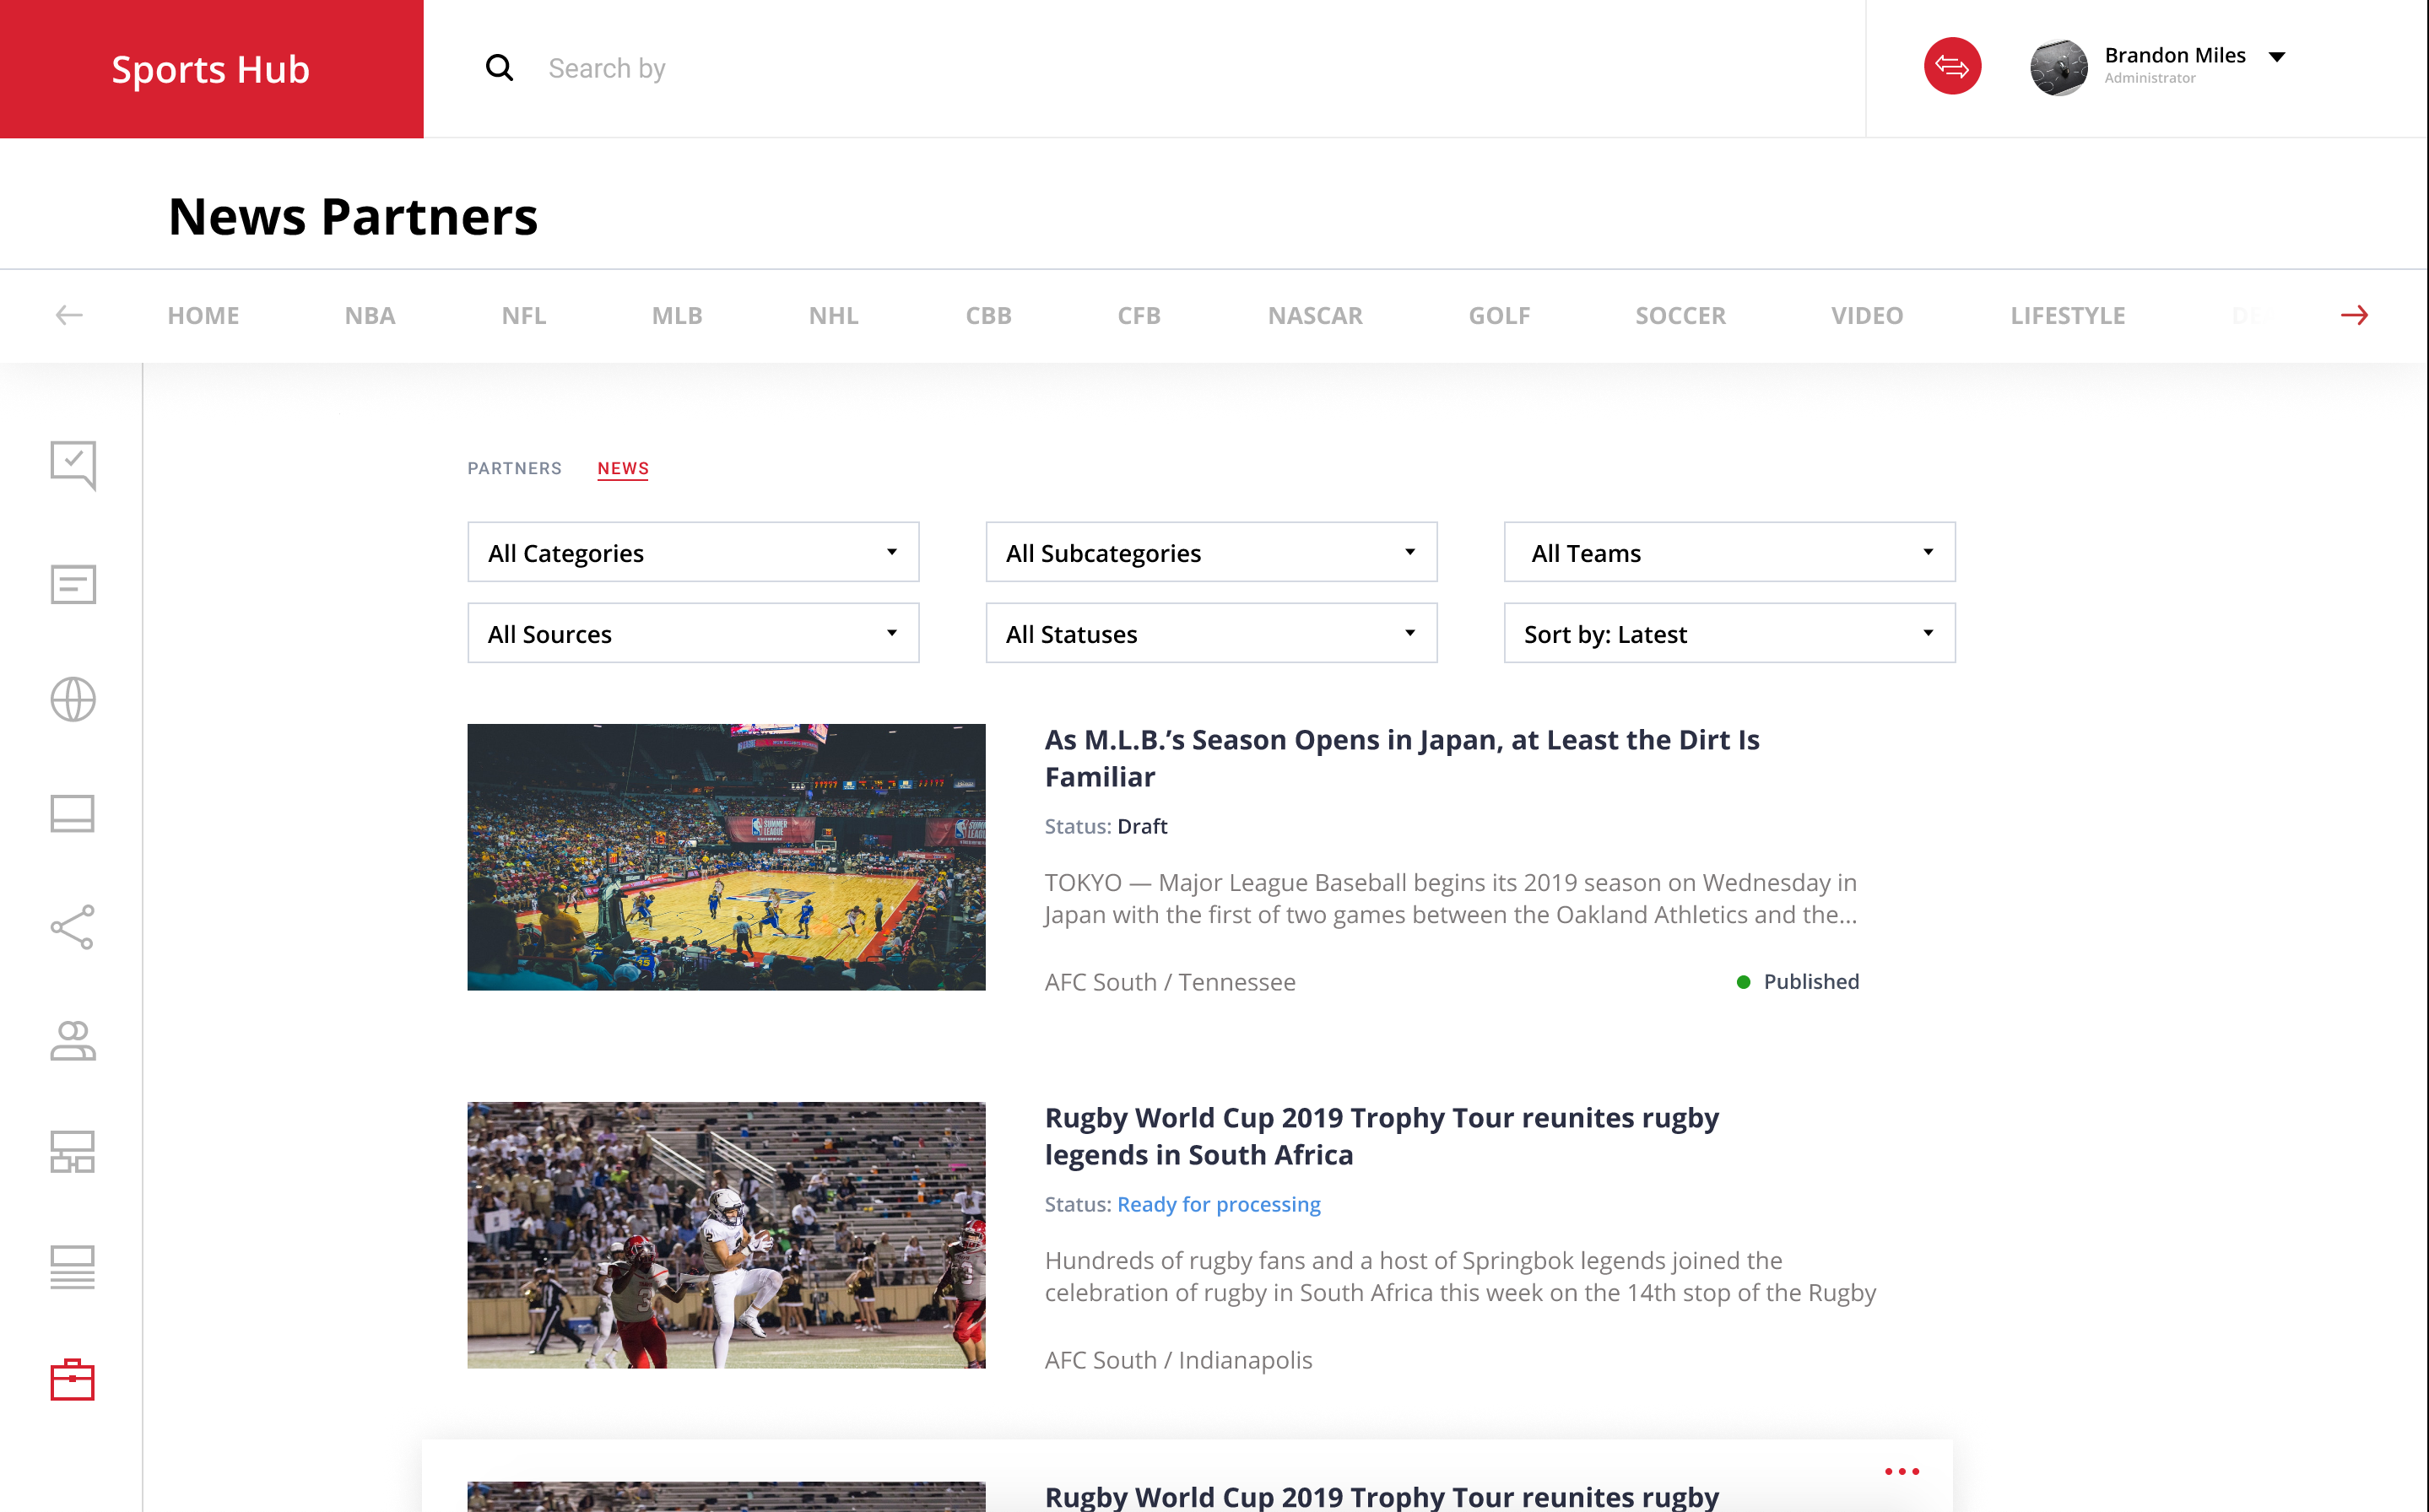 Sports Hub
Search by
Brandon Miles
Administrator
News Partners
HOME NBA NFL MLB NHL CBB CFB NASCAR GOLF SOCCER VIDEO LIFESTYLE DE
PARTNERS NEWS
All Categories
All Subcategories
All Teams
All Sources
All Statuses
Sort by: Latest
As M.L.B.’s Season Opens in Japan, at Least the Dirt Is
Familiar
Status: Draft
TOKYO — Major League Baseball begins its 2019 season on Wednesday in
Japan with the first of two games between the Oakland Athletics and the...
AFC South / Tennessee
Published
SUMMER
LEAGUE
Rugby World Cup 2019 Trophy Tour reunites rugby
legends in South Africa
Status: Ready for processing
Hundreds of rugby fans and a host of Springbok legends joined the
celebration of rugby in South Africa this week on the 14th stop of the Rugby
AFC South / Indianapolis
Rugby World Cup 2019 Trophy Tour reunites rugby